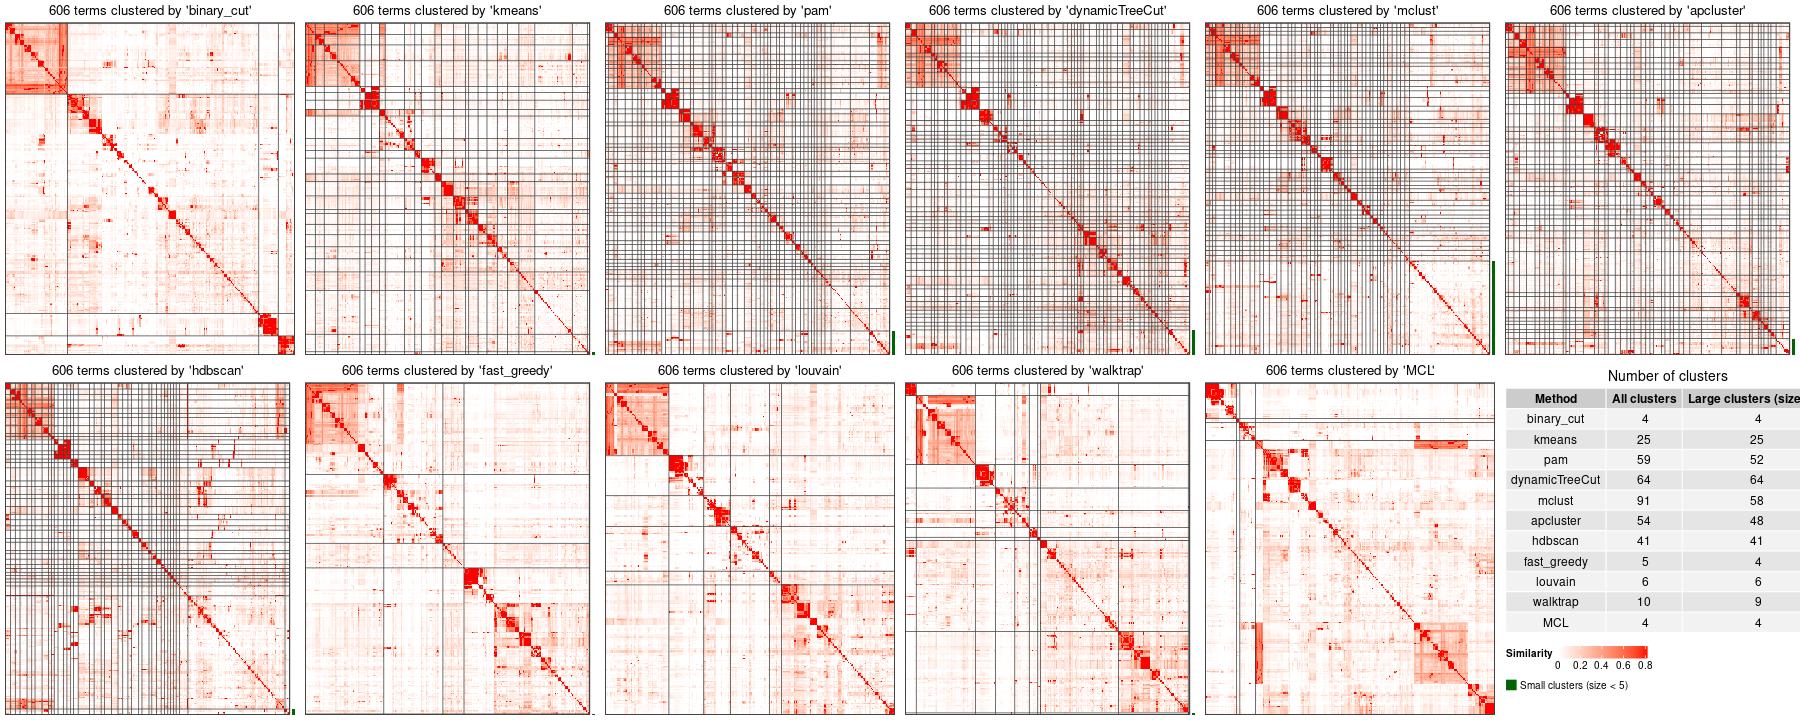 606 terms clustered by 'binary_cut'
606 terms clustered by 'kmeans'
606 terms clustered by 'pam'
606 terms clustered by 'dynamicTreeCut'
606 terms clustered by 'mclust'
606 terms clustered by 'apcluster'
606 terms clustered by 'hdbscan'
606 terms clustered by 'fast_greedy'
606 terms clustered by 'louvain'
606 terms clustered by 'walktrap'
606 terms clustered by 'MCL'
Number of clusters
Method All clusters Large clusters (size
binary_cut 4 4
kmeans 25 25
pam 59 52
dynamicTreeCut 64 64
mclust 91 58
apcluster 54 48
hdbscan 41 41
fast_greedy 5 4
louvain 6 6
walktrap 10 9
MCL 4 4
Similarity
0 0.2 0.4 0.6 0.8
Small clusters (size < 5)